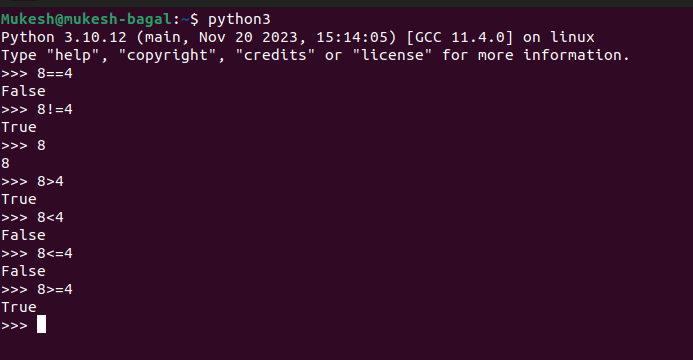 Mukesh@mukesh-bagal:~$ python3
Python 3.10.12 (main, Nov 20 2023, 15:14:05) [GCC 11.4.0] on linux
Type "help", "copyright", "credits" or "license" for more information.
>>> 8==4
False
>>> 8!=4
True
>>> 8
8
>>> 8>4
True
>>> 8<4
False
>>> 8<=4
False
>>> 8>=4
True
>>>